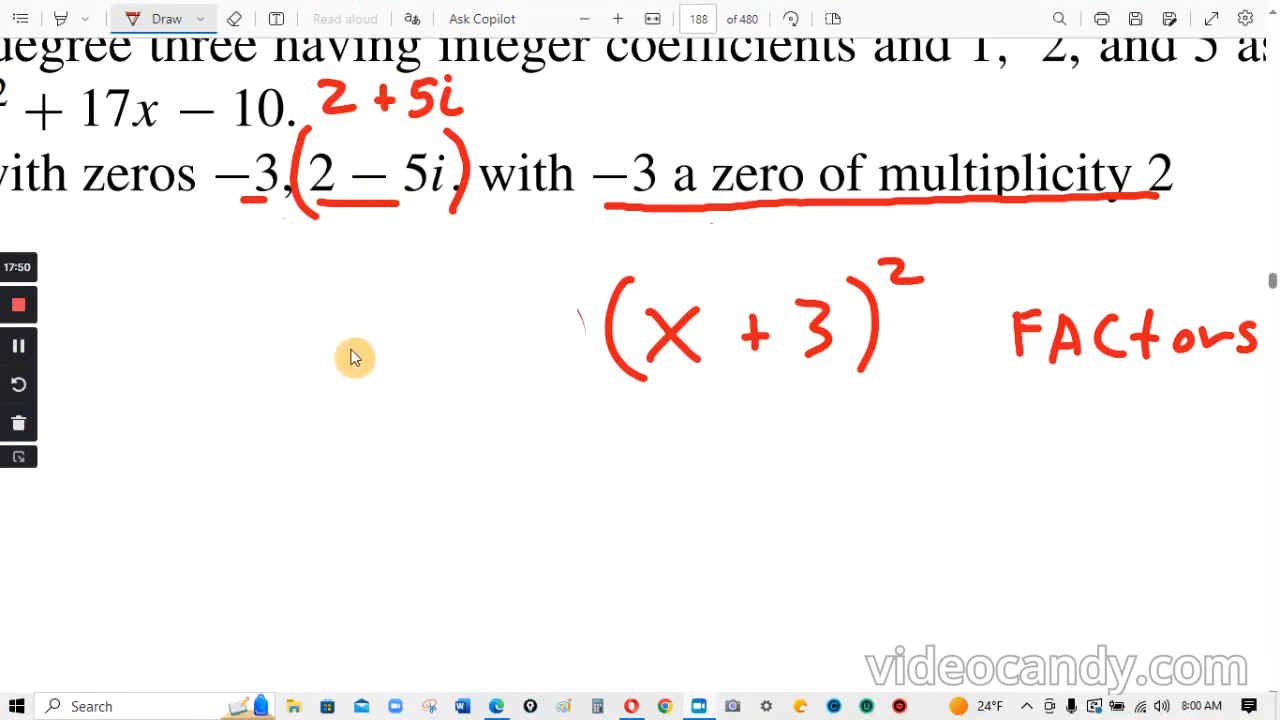 Draw
Read aloud
Ask Copilot
188 of 480
degree three having integer coefficients and 1, 2, and 5 as
2 + 17x − 10. 2 + 5i
with zeros −3, (2 − 5i) with −3 a zero of multiplicity 2
17:50
(x + 3)² FACtors
videocandy.com
Search
24°F
8:00 AM